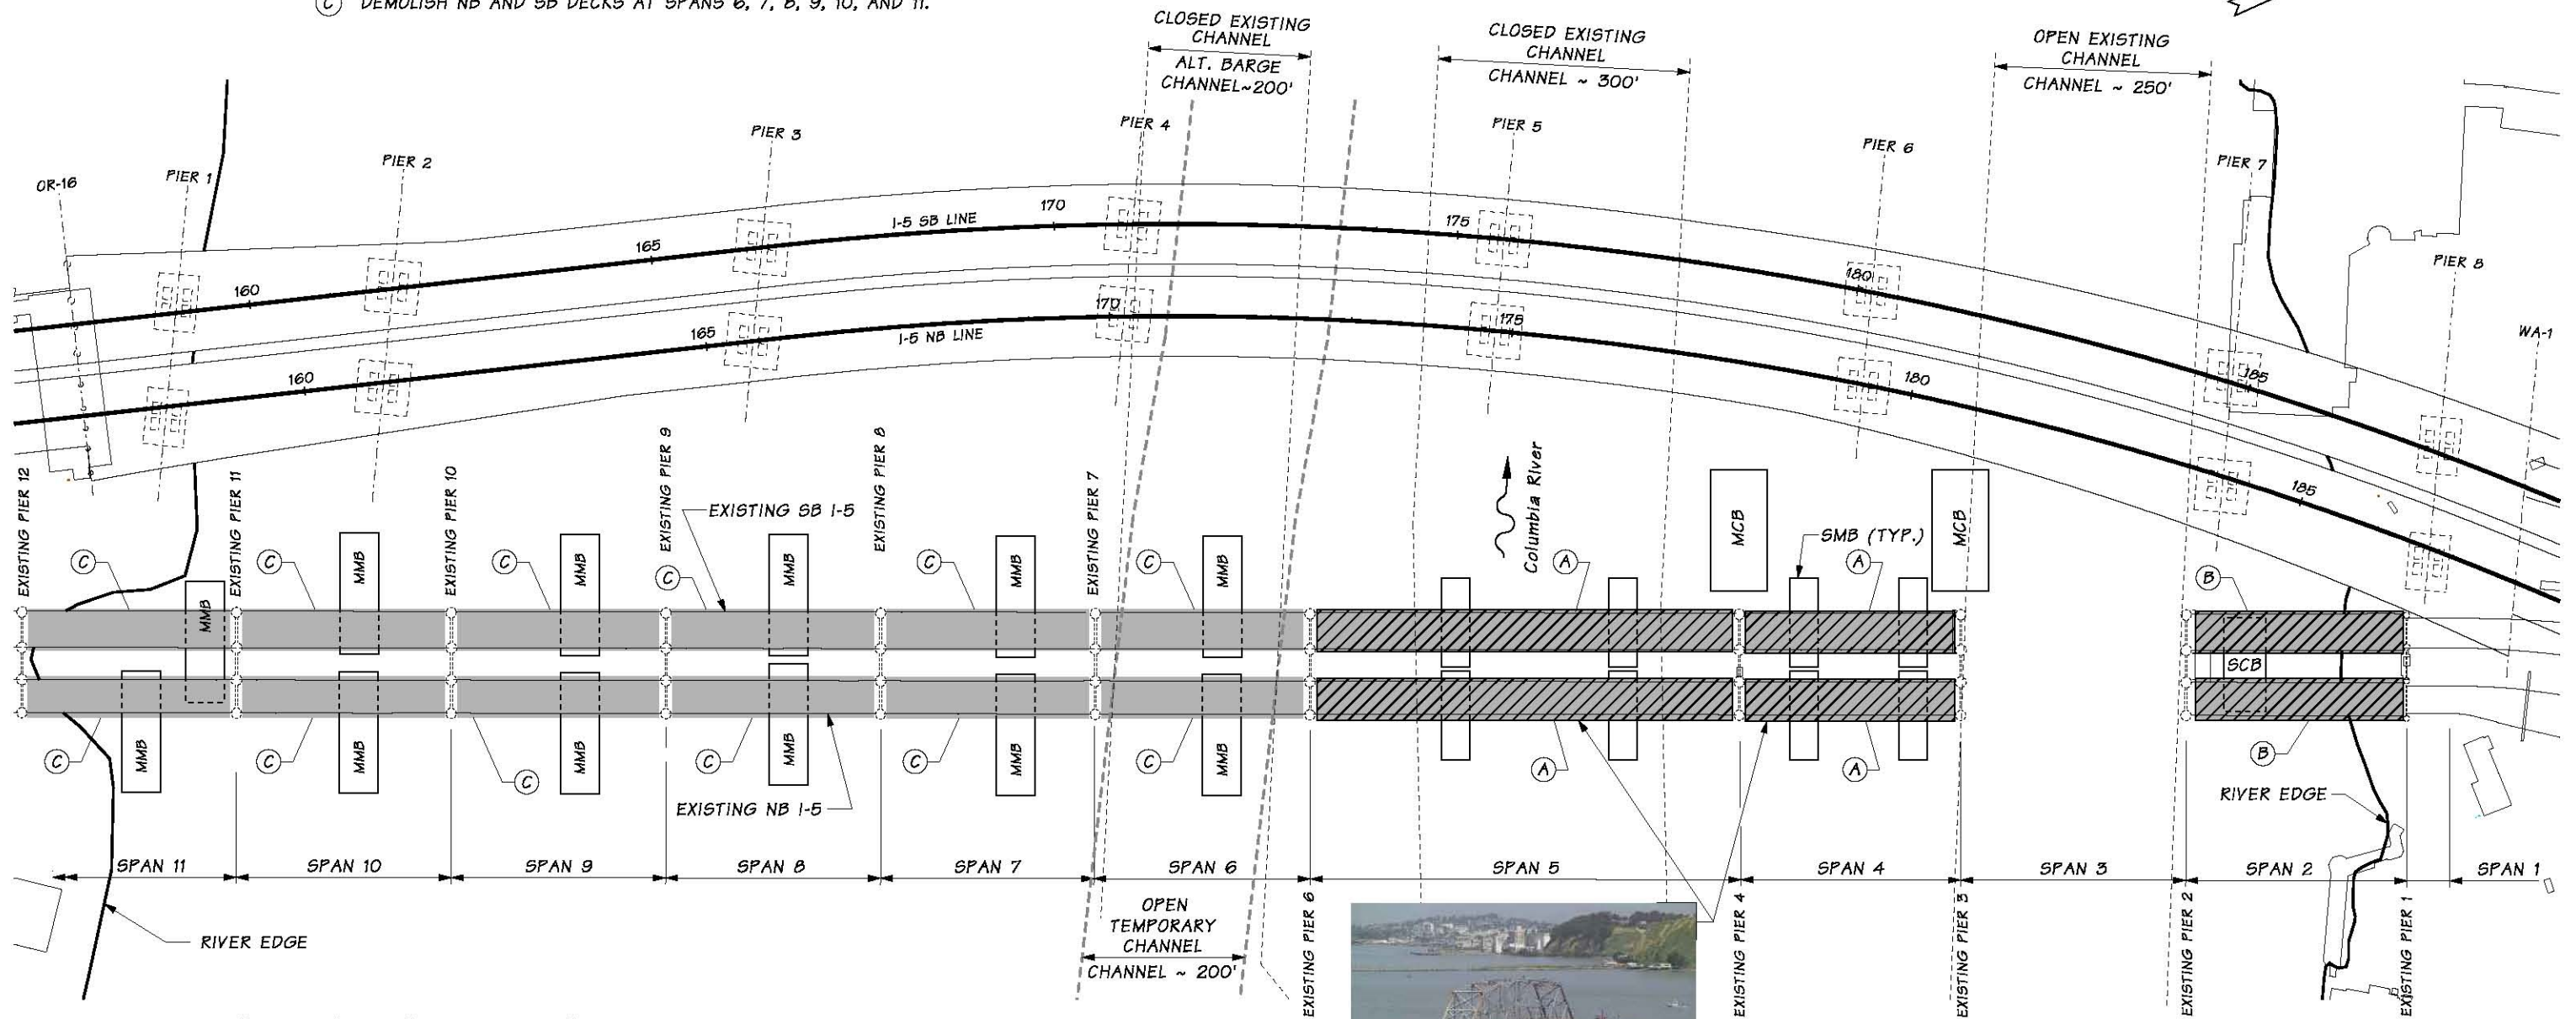 Ⓒ DEMOLISH NB AND SB DECKS AT SPANS 6, 7, 8, 9, 10, AND 11.
CLOSED EXISTING
CHANNEL
ALT. BARGE
CHANNEL~200'
CLOSED EXISTING
CHANNEL
CHANNEL ~ 300'
OPEN EXISTING
CHANNEL
CHANNEL ~ 250'
OR-16
PIER 1
PIER 2
PIER 3
PIER 4
PIER 5
PIER 6
PIER 7
PIER 8
WA-1
160
165
I-5 SB LINE
170
175
180
185
160
165
I-5 NB LINE
170
175
180
185
EXISTING PIER 12
EXISTING PIER 11
EXISTING PIER 10
EXISTING PIER 9
EXISTING PIER 8
EXISTING PIER 7
EXISTING SB I-5
Columbia River
MCB
MCB
SMB (TYP.)
C
C
C
C
C
C
A
A
B
MMB
MMB
MMB
MMB
MMB
MMB
SCB
MMB
MMB
MMB
MMB
MMB
MMB
C
C
C
C
C
C
A
A
B
EXISTING NB I-5
RIVER EDGE
SPAN 11
SPAN 10
SPAN 9
SPAN 8
SPAN 7
SPAN 6
SPAN 5
SPAN 4
SPAN 3
SPAN 2
SPAN 1
RIVER EDGE
OPEN
TEMPORARY
CHANNEL
CHANNEL ~ 200'
EXISTING PIER 6
EXISTING PIER 4
EXISTING PIER 3
EXISTING PIER 2
EXISTING PIER 1